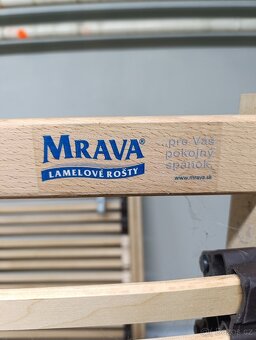 MRAVA®
LAMELOVÉ ROŠTY
...pre Váš
pokojný
spánok.
www.mrava.sk